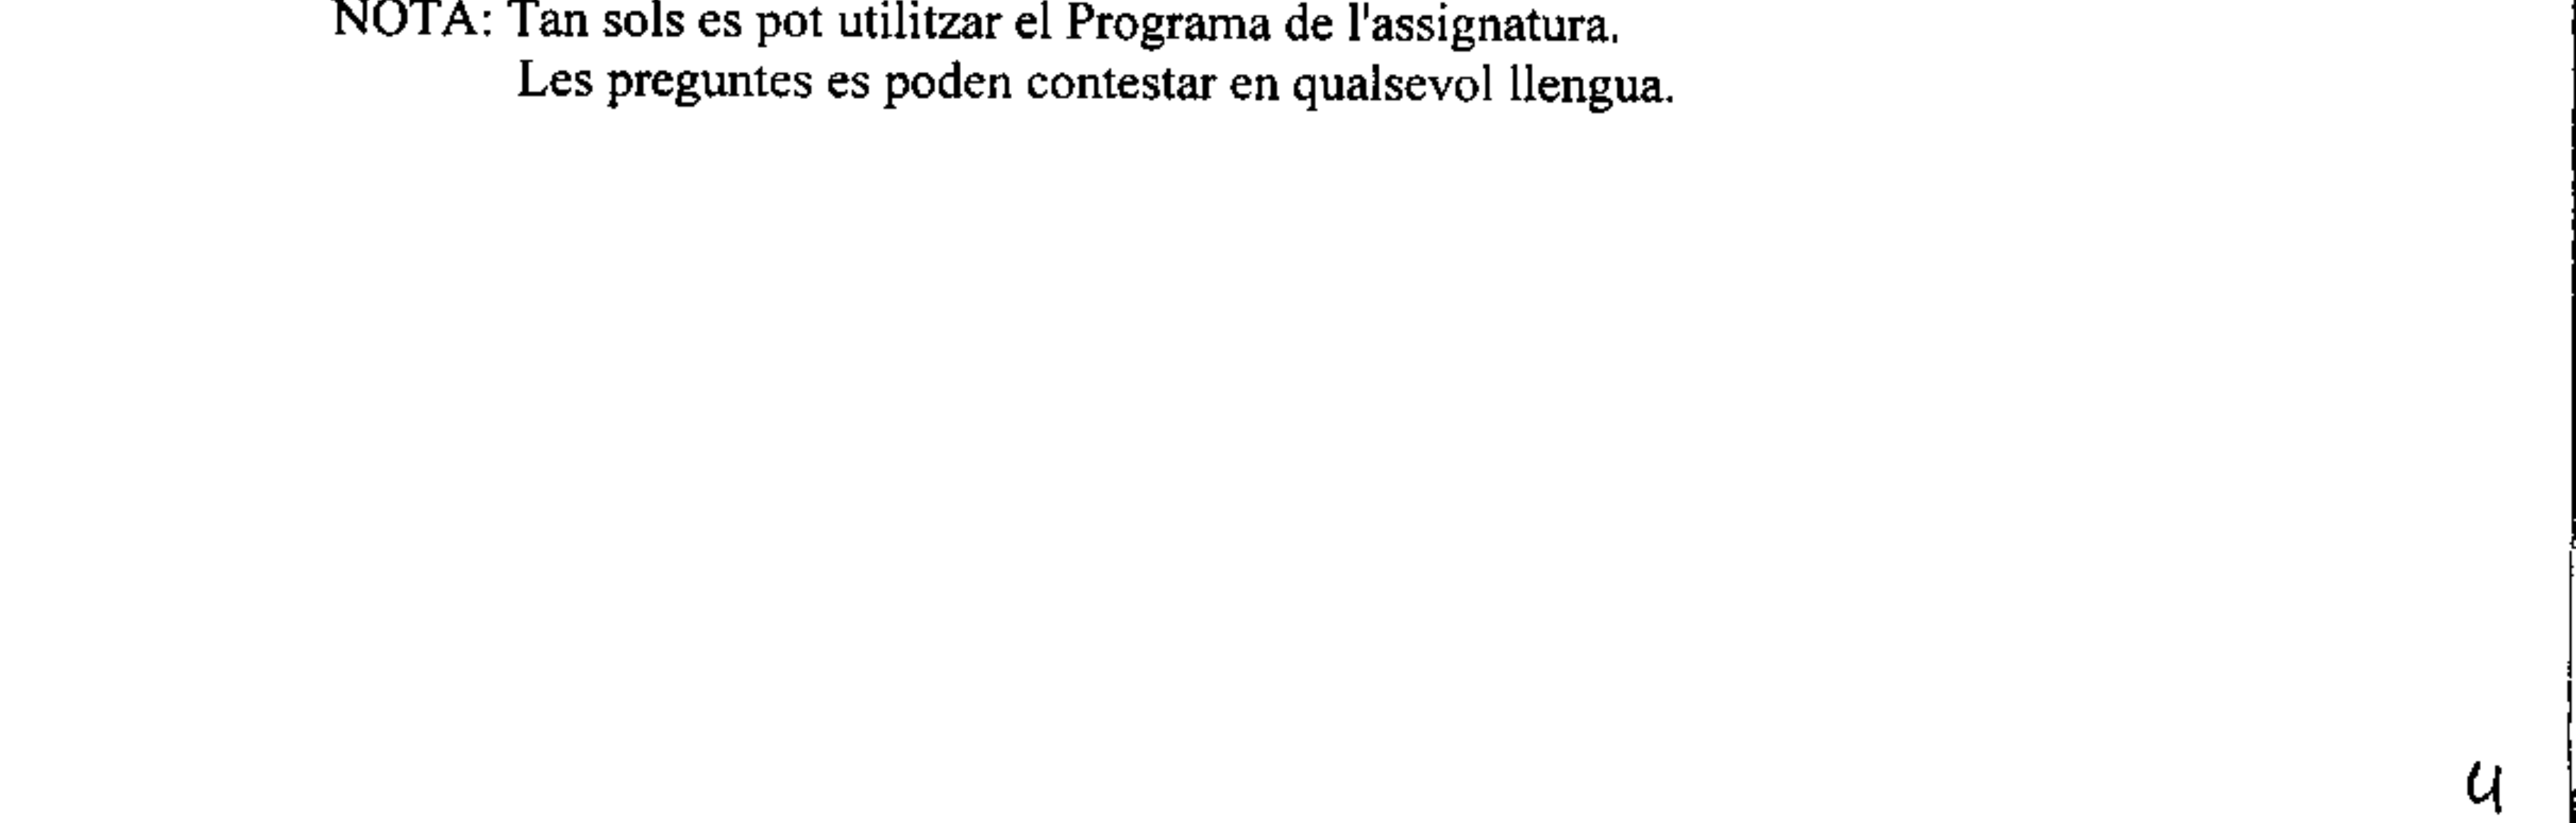 NOTA: Tan sols es pot utilitzar el Programa de l'assignatura.
Les preguntes es poden contestar en qualsevol llengua.
4